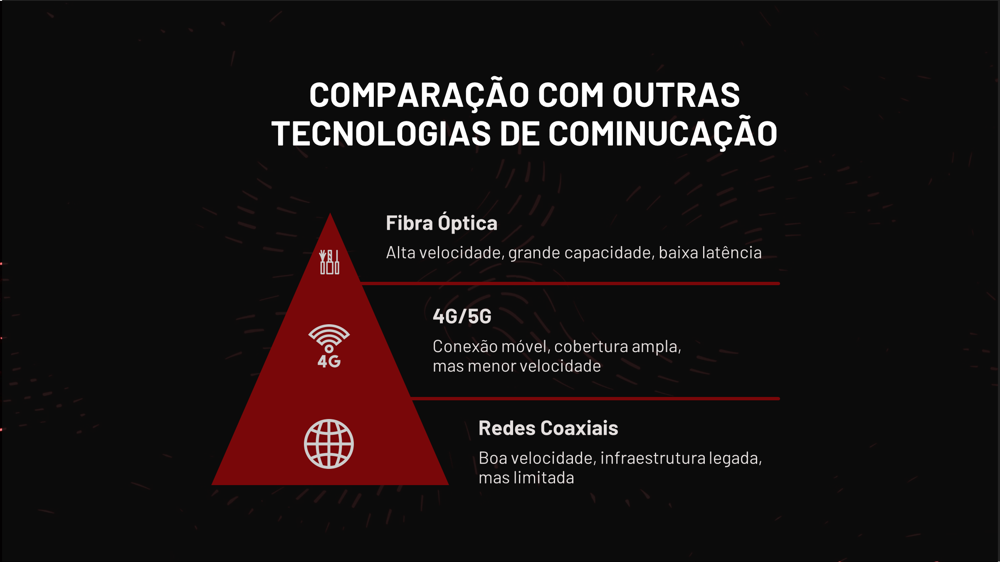 COMPARAÇÃO COM OUTRAS
TECNOLOGIAS DE COMINUCAÇÃO
Fibra Óptica
Alta velocidade, grande capacidade, baixa latência
4G/5G
Conexão móvel, cobertura ampla,
mas menor velocidade
4G
Redes Coaxiais
Boa velocidade, infraestrutura legada,
mas limitada